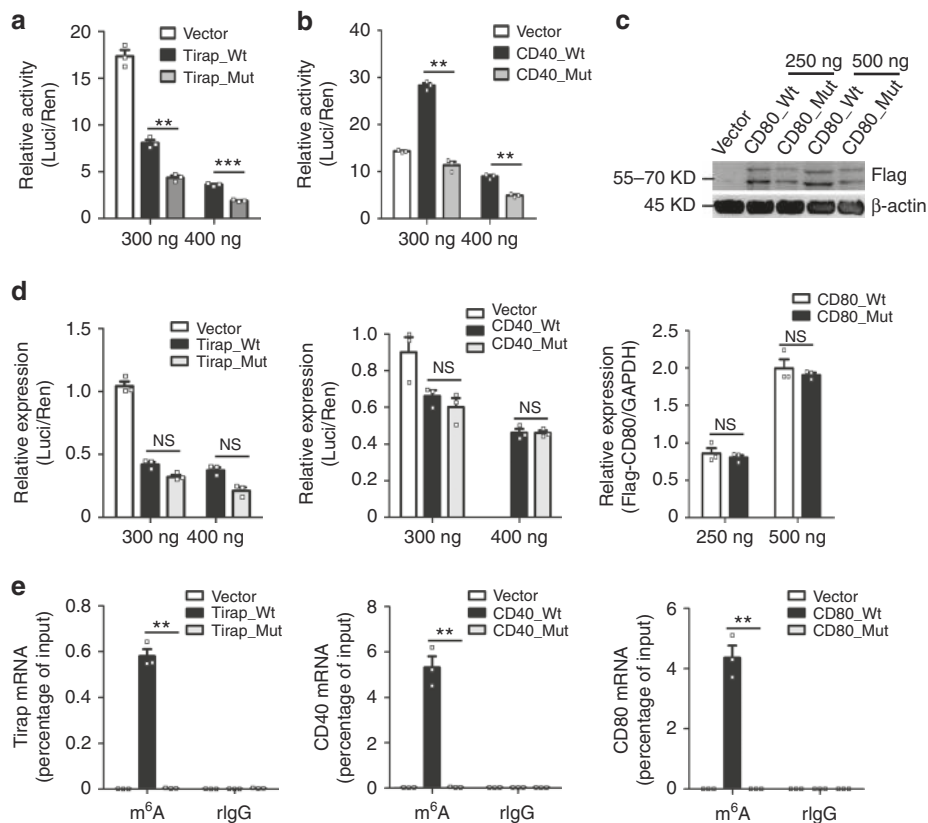 a
Relative activity
(Luci/Ren)
20
15
10
5
0
Vector
Tirap_Wt
Tirap_Mut
**
***
300 ng 400 ng
b
Relative activity
(Luci/Ren)
40
30
20
10
0
Vector
CD40_Wt
CD40_Mut
**
**
300 ng 400 ng
c
250 ng 500 ng
Vector
CD80_Wt
CD80_Mut
CD80_Wt
CD80_Mut
55–70 KD
Flag
45 KD
β-actin
d
Relative expression
(Luci/Ren)
1.5
1.0
0.5
0
Vector
Tirap_Wt
Tirap_Mut
NS
NS
300 ng 400 ng
Relative expression
(Luci/Ren)
1.0
0.8
0.6
0.4
0.2
0
Vector
CD40_Wt
CD40_Mut
NS
NS
300 ng 400 ng
Relative expression
(Flag-CD80/GAPDH)
2.5
2.0
1.5
1.0
0.5
0
CD80_Wt
CD80_Mut
NS
NS
250 ng 500 ng
e
Tirap mRNA
(percentage of input)
0.8
0.6
0.4
0.2
0
Vector
Tirap_Wt
Tirap_Mut
**
m⁶A rIgG
CD40 mRNA
(percentage of input)
8
6
4
2
0
Vector
CD40_Wt
CD40_Mut
**
m⁶A rIgG
CD80 mRNA
(percentage of input)
6
4
2
0
Vector
CD80_Wt
CD80_Mut
**
m⁶A rIgG